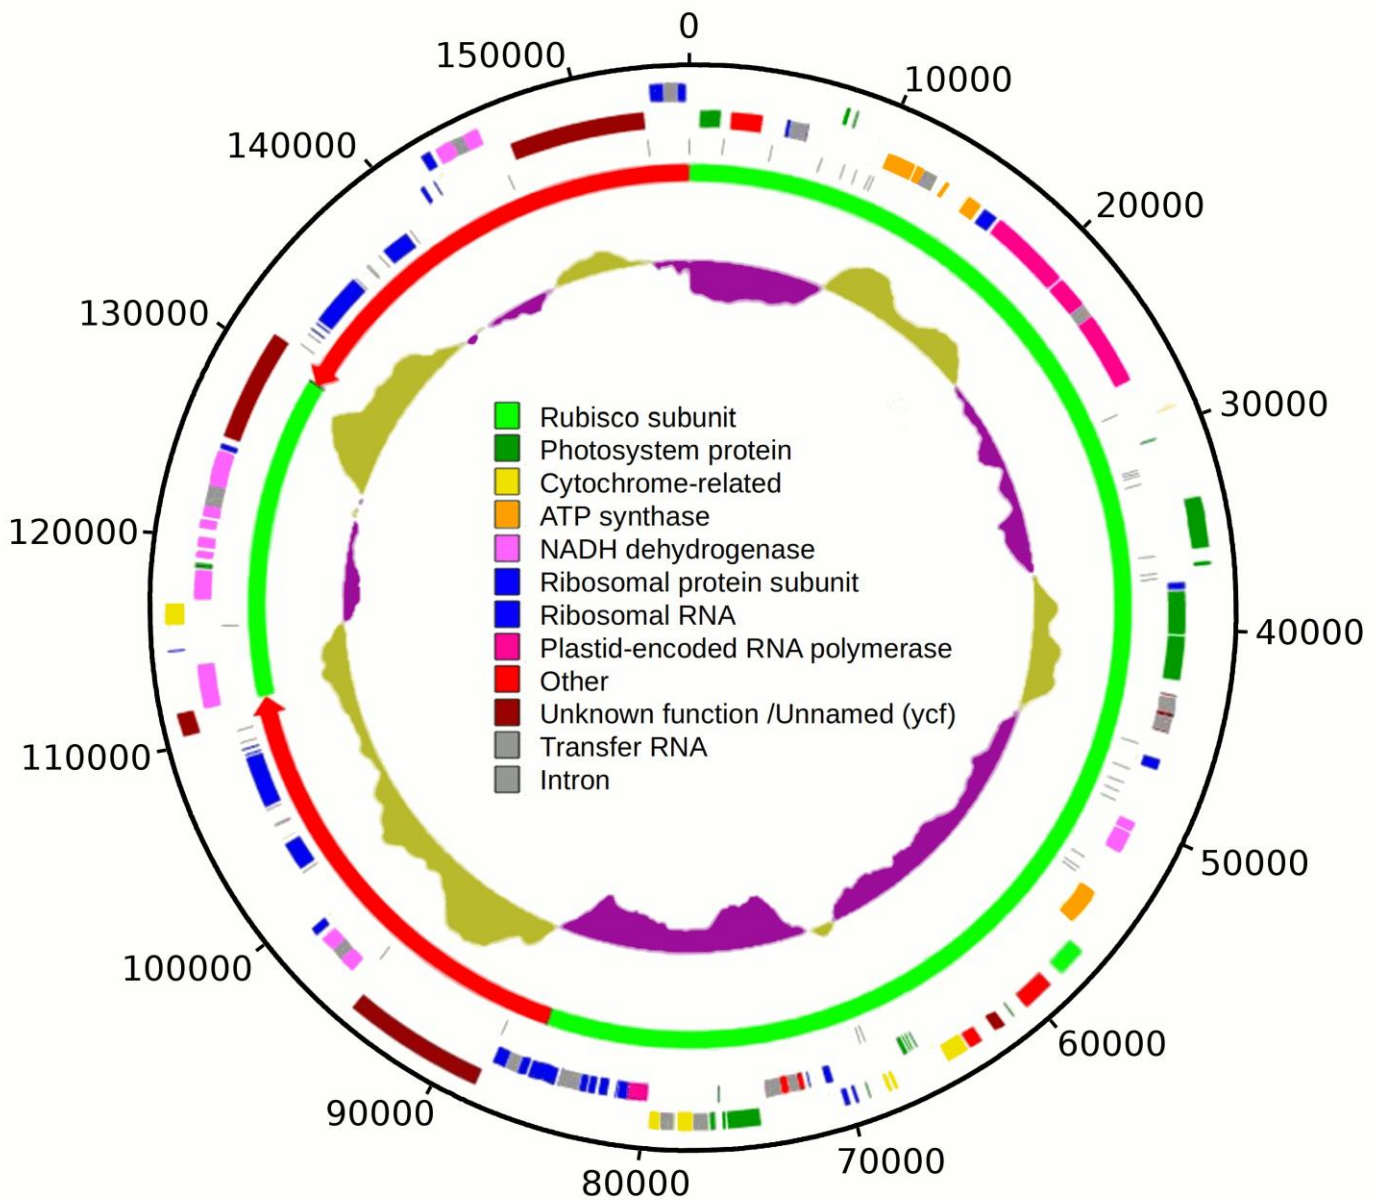 0
150000
10000
140000
20000
130000
30000
Rubisco subunit
Photosystem protein
Cytochrome-related
ATP synthase
120000
NADH dehydrogenase
Ribosomal protein subunit
Ribosomal RNA
40000
Plastid-encoded RNA polymerase
Other
Unknown function /Unnamed (ycf)
110000
Transfer RNA
Intron
50000
100000
60000
90000
70000
80000